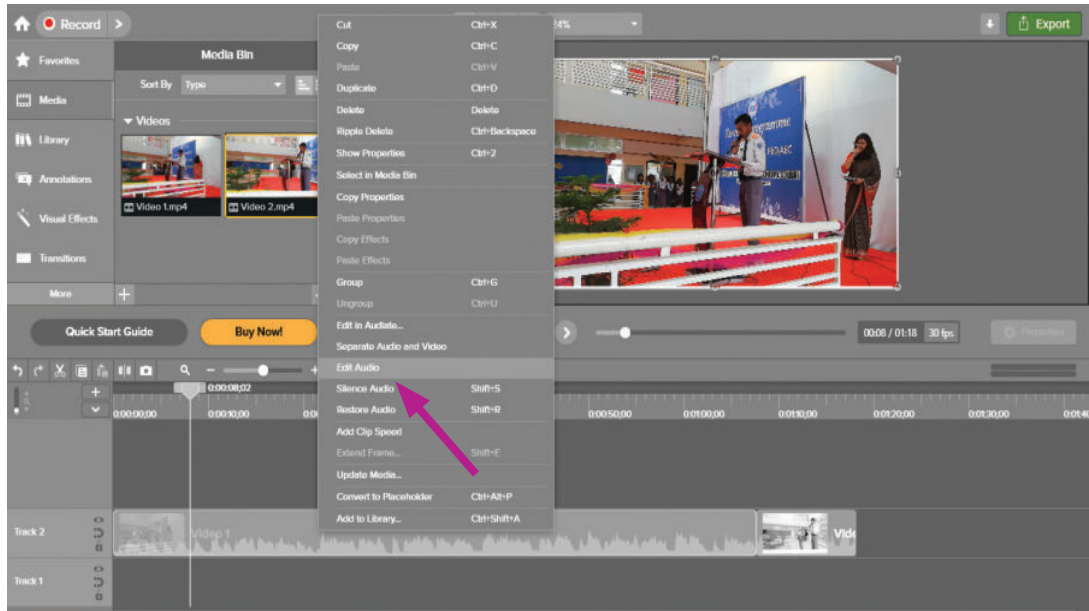 Record
24%
Export
Favorites
Media
Library
Annotations
Visual Effects
Transitions
More
Media Bin
Sort By Type
Videos
Video 1.mp4
Video 2.mp4
Cut Ctrl+X
Copy Ctrl+C
Paste Ctrl+V
Duplicate Ctrl+D
Delete Delete
Ripple Delete Ctrl+Backspace
Show Properties Ctrl+2
Select in Media Bin
Copy Properties
Paste Properties
Copy Effects
Paste Effects
Group Ctrl+G
Ungroup Ctrl+U
Edit in Audiate...
Separate Audio and Video
Edit Audio
Silence Audio Shift+S
Restore Audio Shift+R
Add Clip Speed
Extend Frame... Shift+E
Update Media...
Convert to Placeholder Ctrl+Alt+P
Add to Library... Ctrl+Shift+A
Quick Start Guide
Buy Now!
00:08 / 01:18 30 fps
Properties
0:00:08;02
0:00:00;00 0:00:10;00 0:00:50;00 0:01:00;00 0:01:10;00 0:01:20;00 0:01:30;00
Track 2
Video 1
Track 1